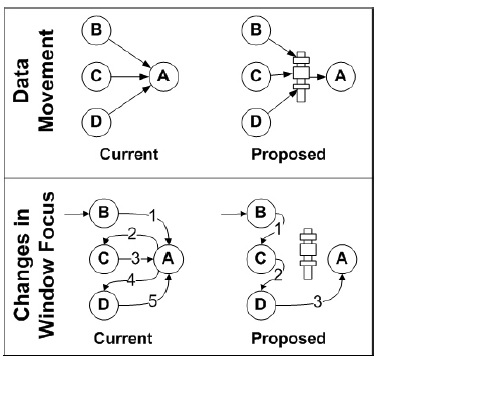 Data
Movement
B
C
D
A
Current
B
C
D
A
Proposed
Changes in
Window Focus
B
1
2
C
3
A
4
D
5
Current
B
1
C
A
2
D
3
Proposed